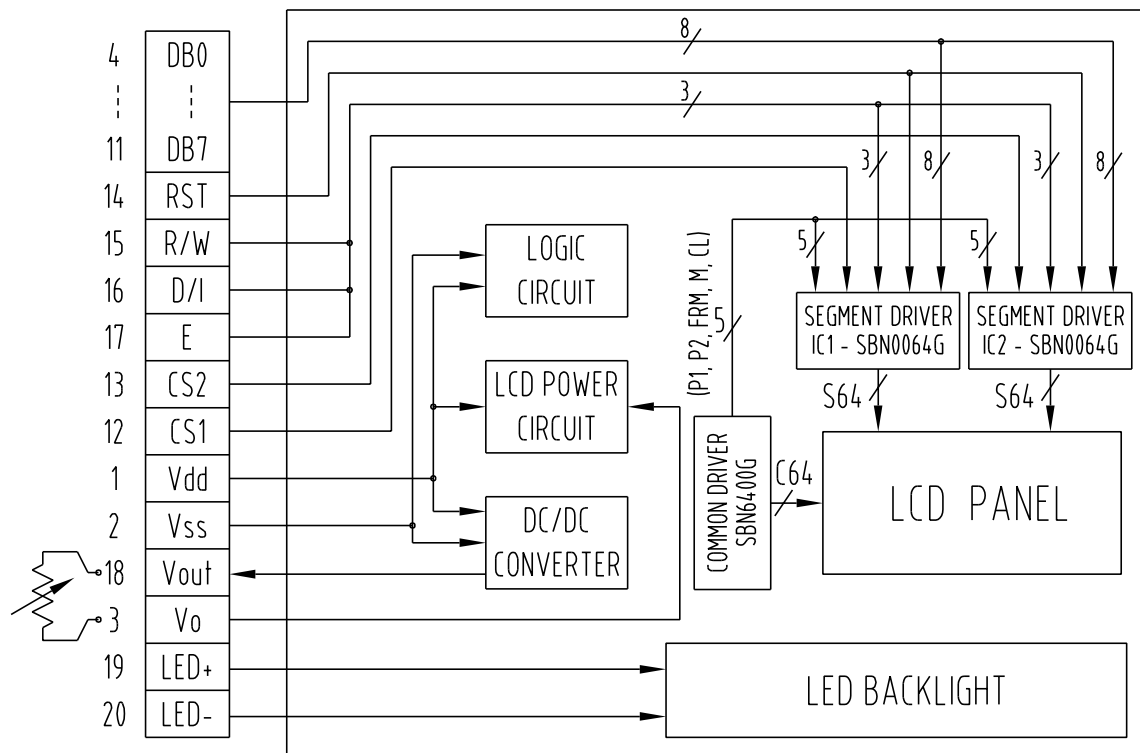 4 DB0
11 DB7
14 RST
15 R/W
16 D/I
17 E
13 CS2
12 CS1
1 Vdd
2 Vss
18 Vout
3 Vo
19 LED+
20 LED-
8
3
3
8
3
8
5
5
LOGIC
CIRCUIT
LCD POWER
CIRCUIT
DC/DC
CONVERTER
(P1, P2, FRM, M, CL)
5
SEGMENT DRIVER
IC1 - SBN0064G
SEGMENT DRIVER
IC2 - SBN0064G
S64
S64
COMMON DRIVER
SBN6400G
C64
LCD PANEL
LED BACKLIGHT